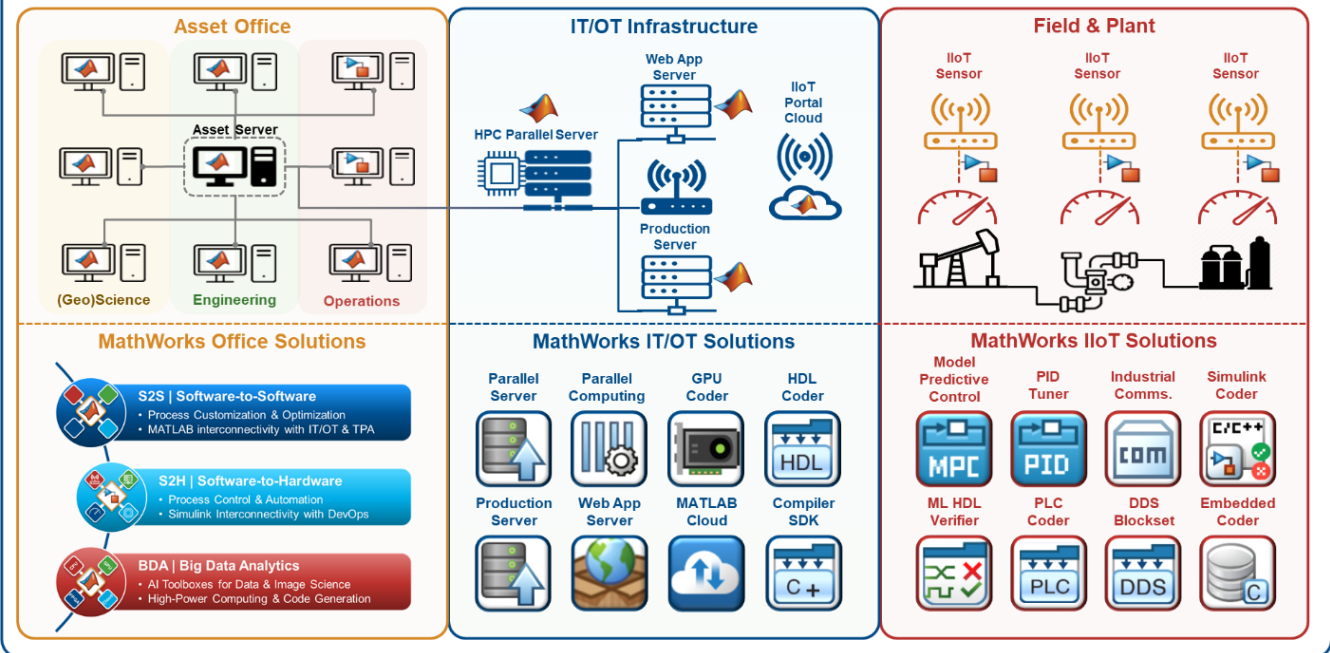 Asset Office
Asset Server
(Geo)Science
Engineering
Operations
IT/OT Infrastructure
Web App
Server
HPC Parallel Server
IIoT
Portal
Cloud
Production
Server
Field & Plant
IIoT
Sensor
IIoT
Sensor
IIoT
Sensor
MathWorks Office Solutions
S2S | Software-to-Software
• Process Customization & Optimization
• MATLAB interconnectivity with IT/OT & TPA
S2H | Software-to-Hardware
• Process Control & Automation
• Simulink Interconnectivity with DevOps
BDA | Big Data Analytics
• AI Toolboxes for Data & Image Science
• High-Power Computing & Code Generation
MathWorks IT/OT Solutions
Parallel
Server
Parallel
Computing
GPU
Coder
HDL
Coder
HDL
Production
Server
Web App
Server
MATLAB
Cloud
Compiler
SDK
C +
MathWorks IIoT Solutions
Model
Predictive
Control
MPC
PID
Tuner
PID
Industrial
Comms.
com
Simulink
Coder
C/C++
ML HDL
Verifier
PLC
Coder
PLC
DDS
Blockset
DDS
Embedded
Coder
C